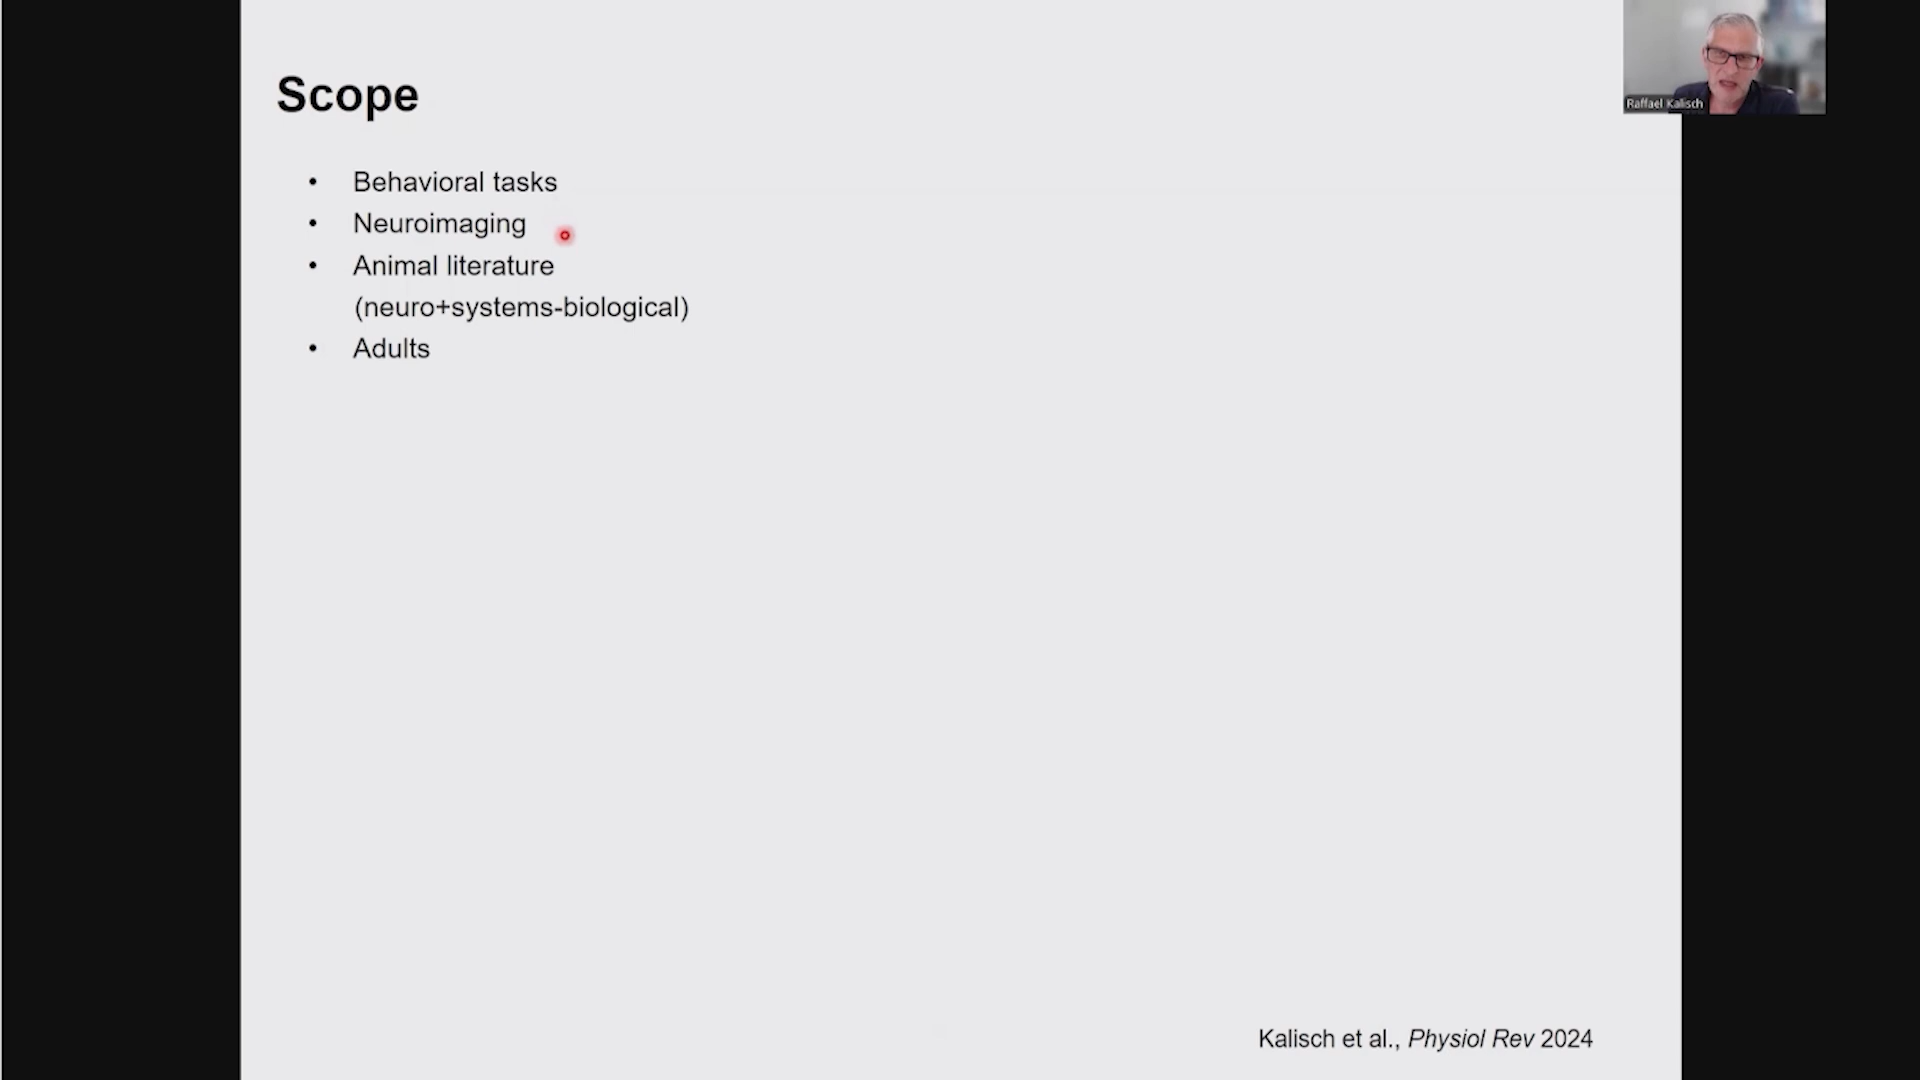 Scope
• Behavioral tasks
• Neuroimaging
• Animal literature
(neuro+systems-biological)
• Adults
Kalisch et al., Physiol Rev 2024
Raffael Kalisch